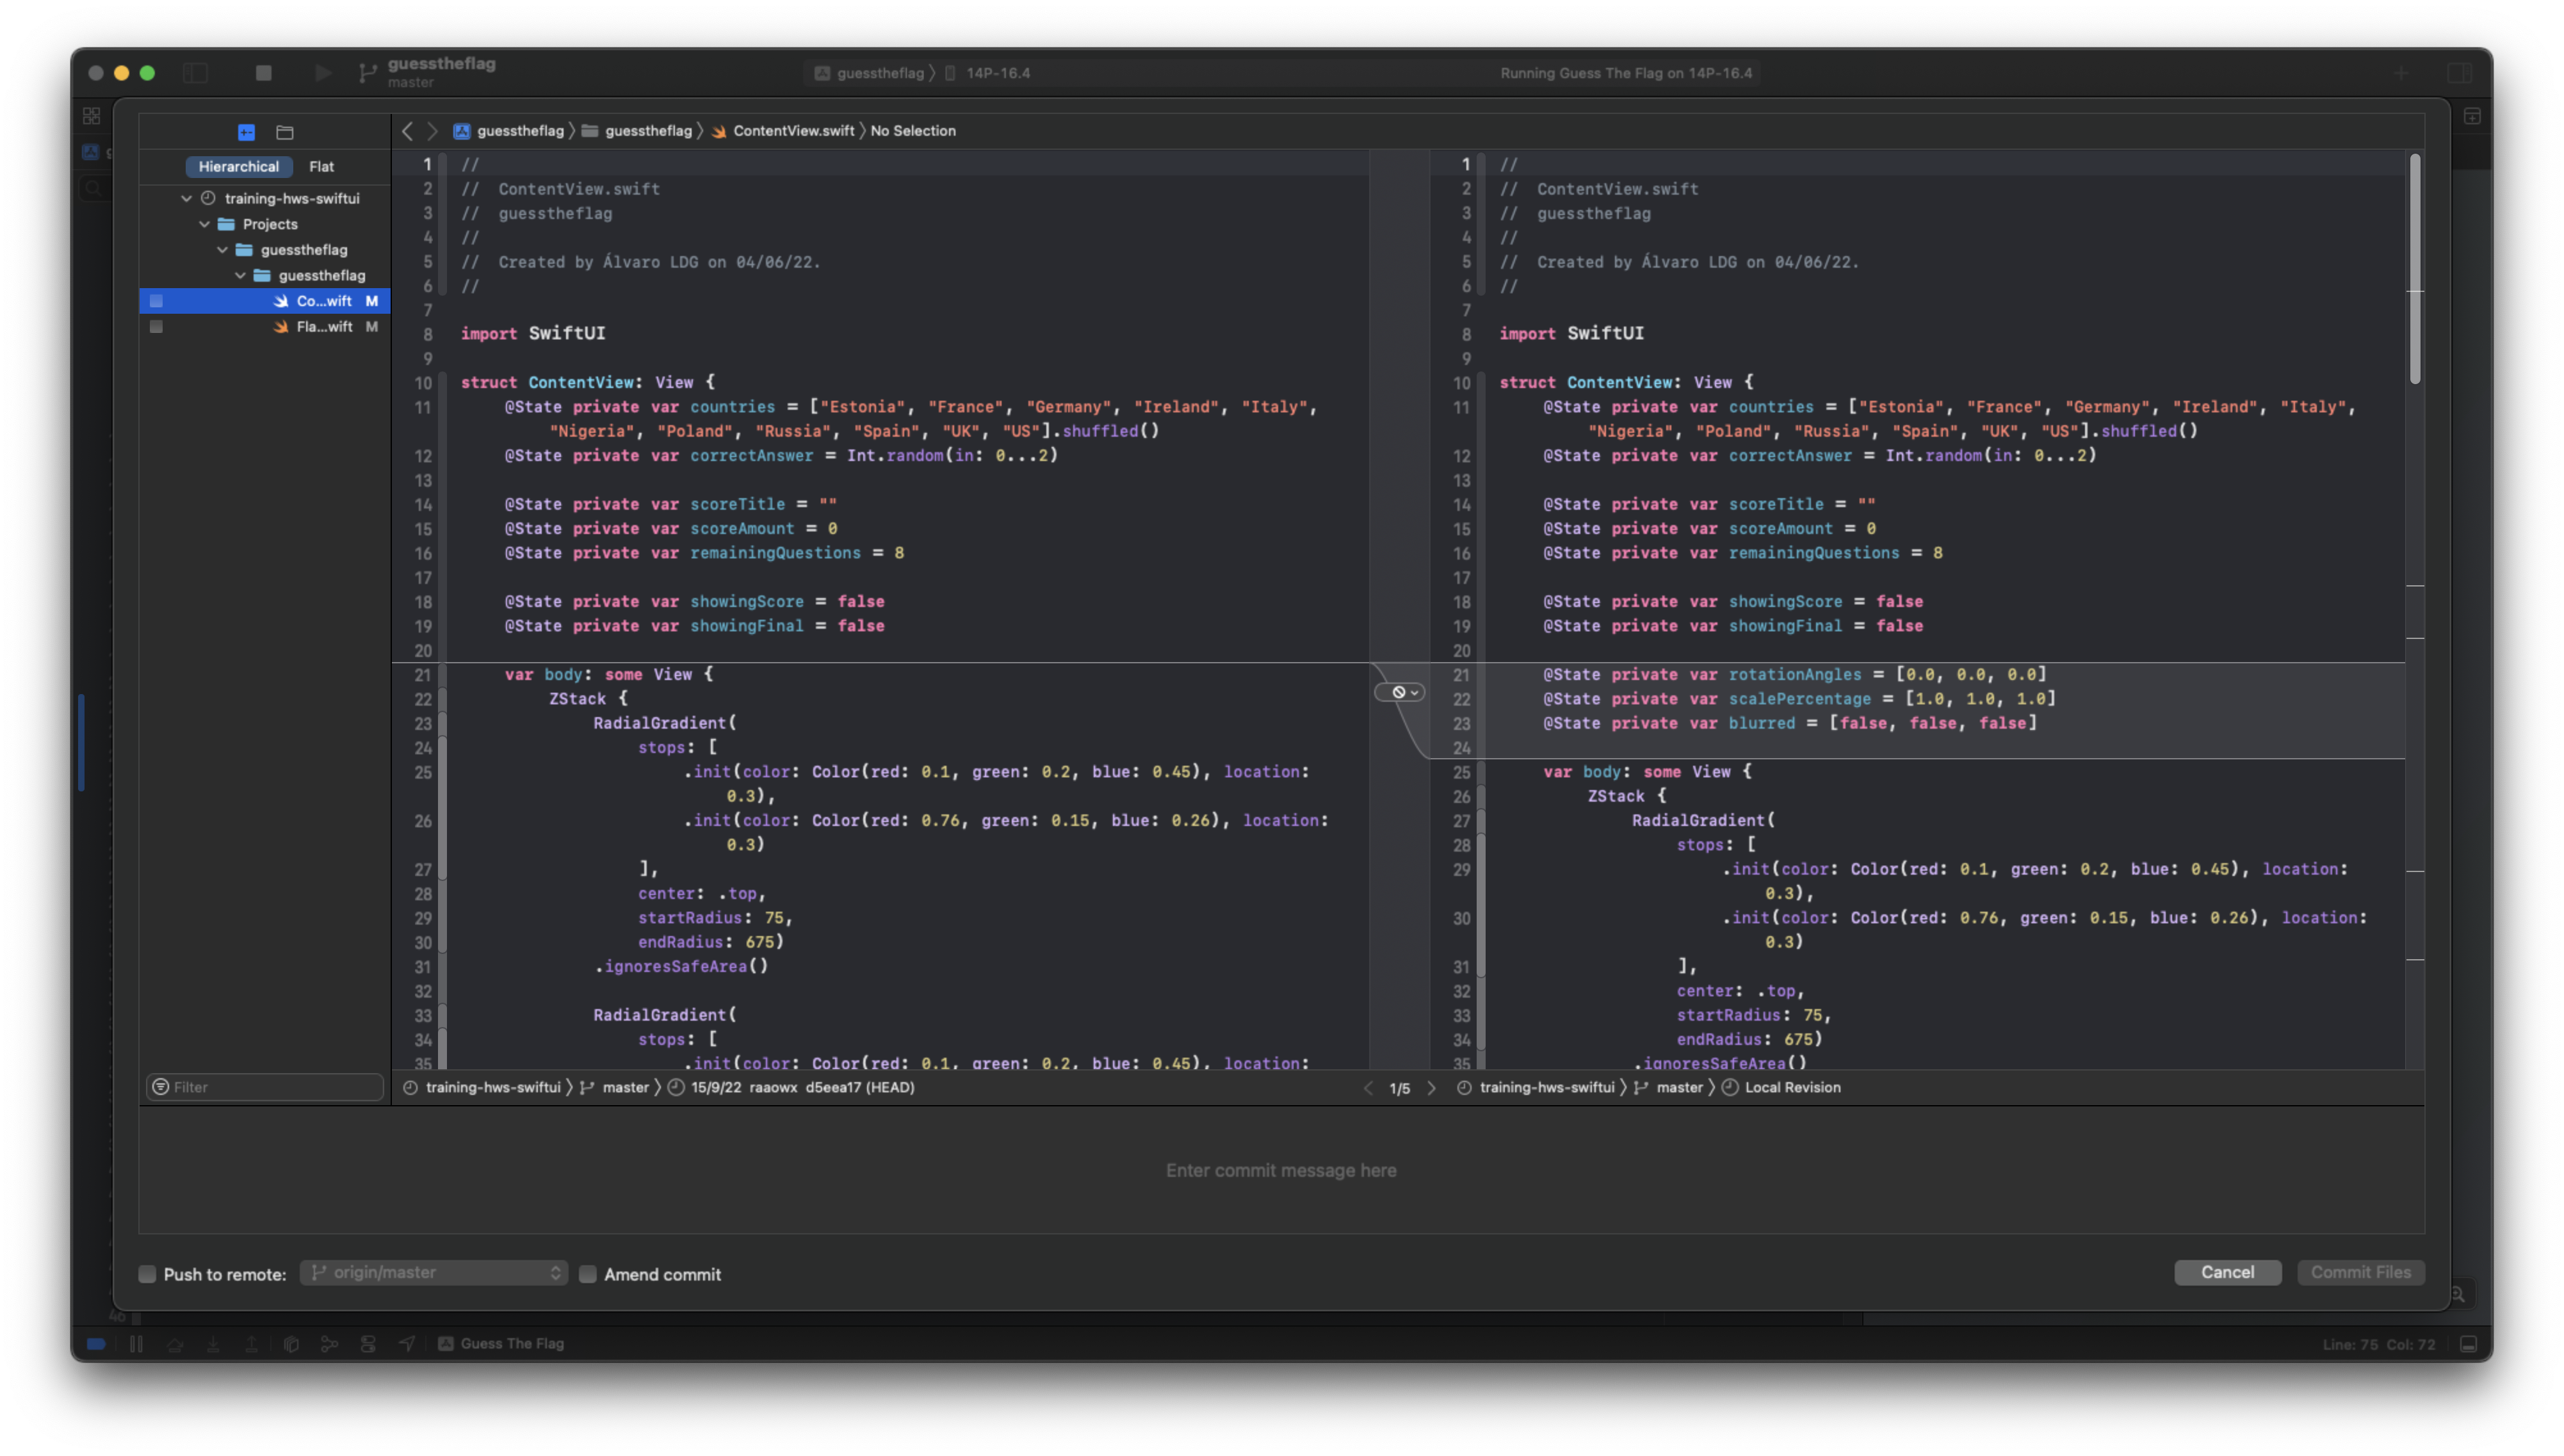 guesstheflag
master
guesstheflag 〉 14P-16.4
Running Guess The Flag on 14P-16.4
Hierarchical Flat
training-hws-swiftui
Projects
guesstheflag
guesstheflag
Co...wift M
Fla...wift M
Filter
guesstheflag 〉 guesstheflag 〉 ContentView.swift 〉 No Selection
1 //
2 //  ContentView.swift
3 //  guesstheflag
4 //
5 //  Created by Álvaro LDG on 04/06/22.
6 //
7
8 import SwiftUI
9
10 struct ContentView: View {
11 @State private var countries = ["Estonia", "France", "Germany", "Ireland", "Italy",
"Nigeria", "Poland", "Russia", "Spain", "UK", "US"].shuffled()
12 @State private var correctAnswer = Int.random(in: 0...2)
13
14 @State private var scoreTitle = ""
15 @State private var scoreAmount = 0
16 @State private var remainingQuestions = 8
17
18 @State private var showingScore = false
19 @State private var showingFinal = false
20
21 var body: some View {
22 ZStack {
23 RadialGradient(
24 stops: [
25 .init(color: Color(red: 0.1, green: 0.2, blue: 0.45), location:
0.3),
26 .init(color: Color(red: 0.76, green: 0.15, blue: 0.26), location:
0.3)
27 ],
28 center: .top,
29 startRadius: 75,
30 endRadius: 675)
31 .ignoresSafeArea()
32
33 RadialGradient(
34 stops: [
35 .init(color: Color(red: 0.1, green: 0.2, blue: 0.45), location:
training-hws-swiftui 〉 master 〉 15/9/22 raaowx d5eea17 (HEAD)
1/5
1 //
2 //  ContentView.swift
3 //  guesstheflag
4 //
5 //  Created by Álvaro LDG on 04/06/22.
6 //
7
8 import SwiftUI
9
10 struct ContentView: View {
11 @State private var countries = ["Estonia", "France", "Germany", "Ireland", "Italy",
"Nigeria", "Poland", "Russia", "Spain", "UK", "US"].shuffled()
12 @State private var correctAnswer = Int.random(in: 0...2)
13
14 @State private var scoreTitle = ""
15 @State private var scoreAmount = 0
16 @State private var remainingQuestions = 8
17
18 @State private var showingScore = false
19 @State private var showingFinal = false
20
21 @State private var rotationAngles = [0.0, 0.0, 0.0]
22 @State private var scalePercentage = [1.0, 1.0, 1.0]
23 @State private var blurred = [false, false, false]
24
25 var body: some View {
26 ZStack {
27 RadialGradient(
28 stops: [
29 .init(color: Color(red: 0.1, green: 0.2, blue: 0.45), location:
0.3),
30 .init(color: Color(red: 0.76, green: 0.15, blue: 0.26), location:
0.3)
31 ],
32 center: .top,
33 startRadius: 75,
34 endRadius: 675)
35 .ignoresSafeArea()
training-hws-swiftui 〉 master 〉 Local Revision
Enter commit message here
Push to remote: origin/master Amend commit
Cancel Commit Files
46
Guess The Flag
Line: 75 Col: 72